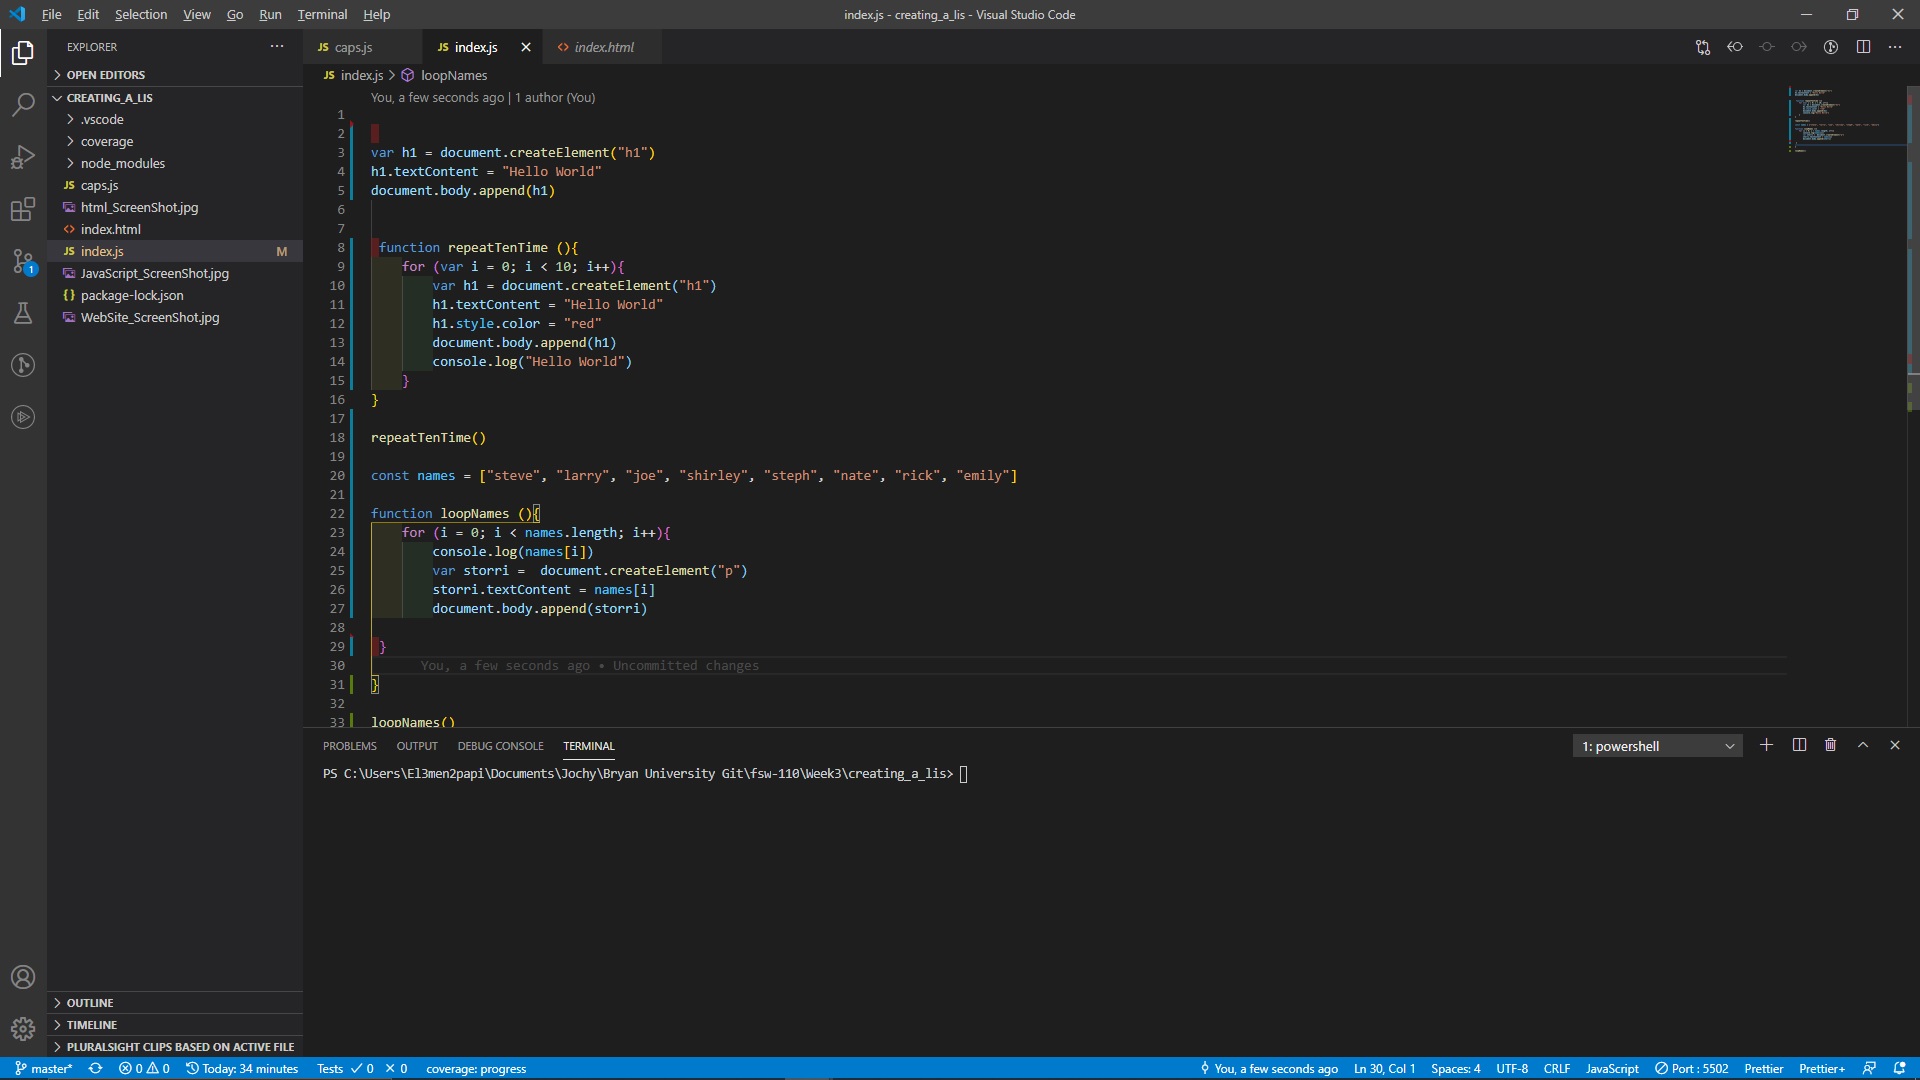 File Edit Selection View Go Run Terminal Help
index.js - creating_a_lis - Visual Studio Code
EXPLORER
OPEN EDITORS
CREATING_A_LIS
.vscode
coverage
node_modules
JS caps.js
html_ScreenShot.jpg
<> index.html
JS index.js M
JavaScript_ScreenShot.jpg
{} package-lock.json
WebSite_ScreenShot.jpg
OUTLINE
TIMELINE
PLURALSIGHT CLIPS BASED ON ACTIVE FILE
1
JS caps.js JS index.js <> index.html
JS index.js > loopNames
You, a few seconds ago | 1 author (You)
1
2
3 var h1 = document.createElement("h1")
4 h1.textContent = "Hello World"
5 document.body.append(h1)
6
7
8 function repeatTenTime (){
9 for (var i = 0; i < 10; i++){
10 var h1 = document.createElement("h1")
11 h1.textContent = "Hello World"
12 h1.style.color = "red"
13 document.body.append(h1)
14 console.log("Hello World")
15 }
16 }
17
18 repeatTenTime()
19
20 const names = ["steve", "larry", "joe", "shirley", "steph", "nate", "rick", "emily"]
21
22 function loopNames (){
23 for (i = 0; i < names.length; i++){
24 console.log(names[i])
25 var storri =  document.createElement("p")
26 storri.textContent = names[i]
27 document.body.append(storri)
28
29 }
30 You, a few seconds ago • Uncommitted changes
31 }
32
33 loopNames()
PROBLEMS OUTPUT DEBUG CONSOLE TERMINAL
1: powershell
PS C:\Users\El3men2papi\Documents\Jochy\Bryan University Git\fsw-110\Week3\creating_a_lis>
master* 0 0 Today: 34 minutes Tests 0 0 coverage: progress
You, a few seconds ago Ln 30, Col 1 Spaces: 4 UTF-8 CRLF JavaScript Port : 5502 Prettier Prettier+